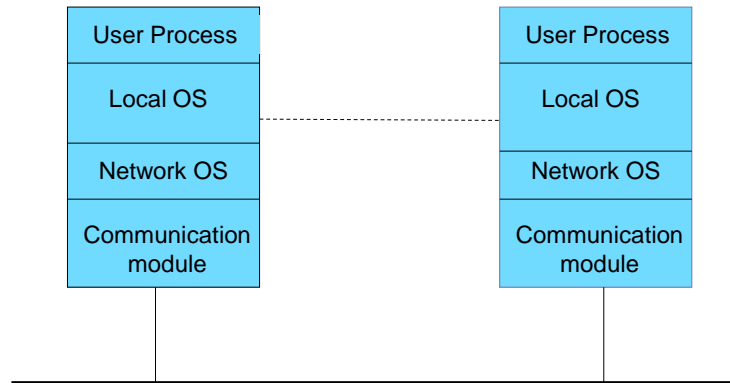 User Process
Local OS
Network OS
Communication
module
User Process
Local OS
Network OS
Communication
module